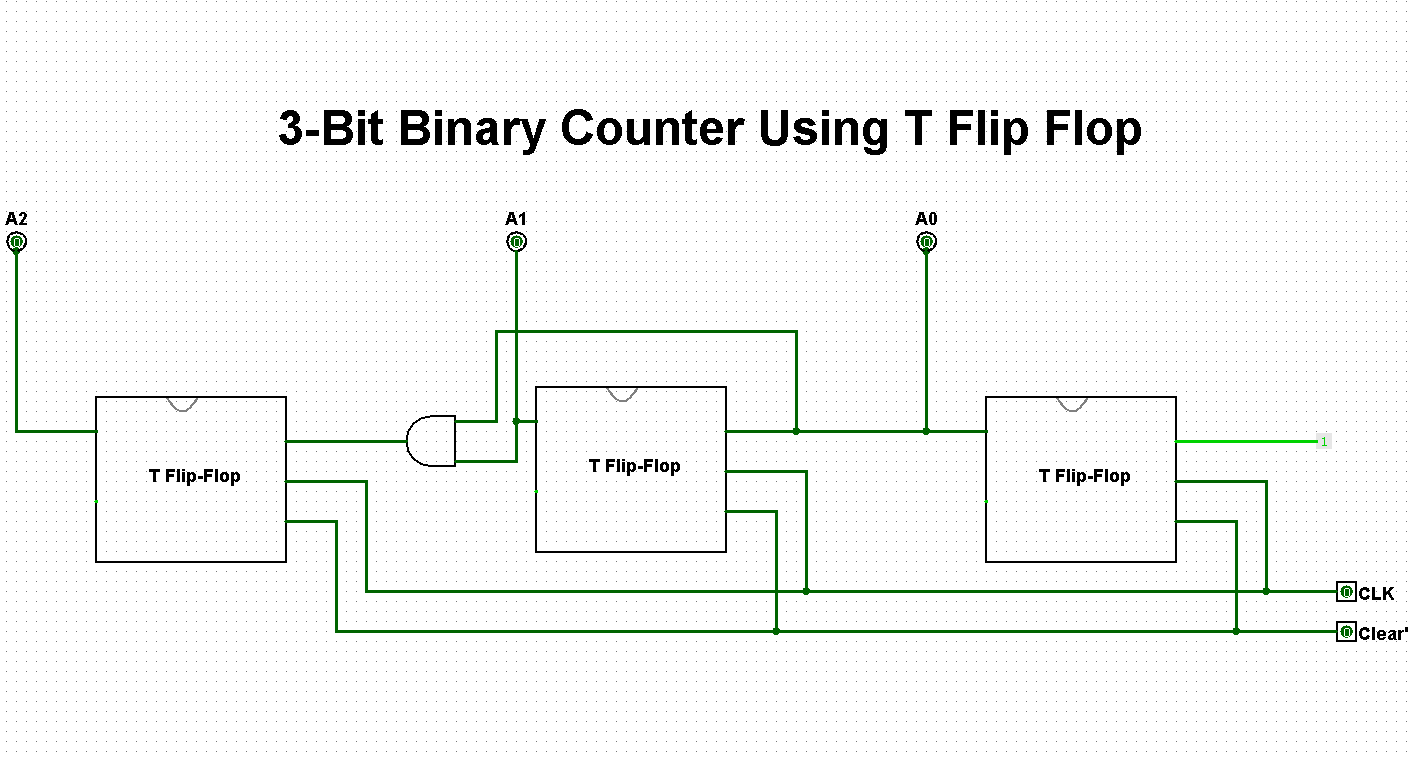 3-Bit Binary Counter Using T Flip Flop
A2 A1 A0
0 0 0
T Flip-Flop T Flip-Flop T Flip-Flop
1
0 CLK
0 Clear'